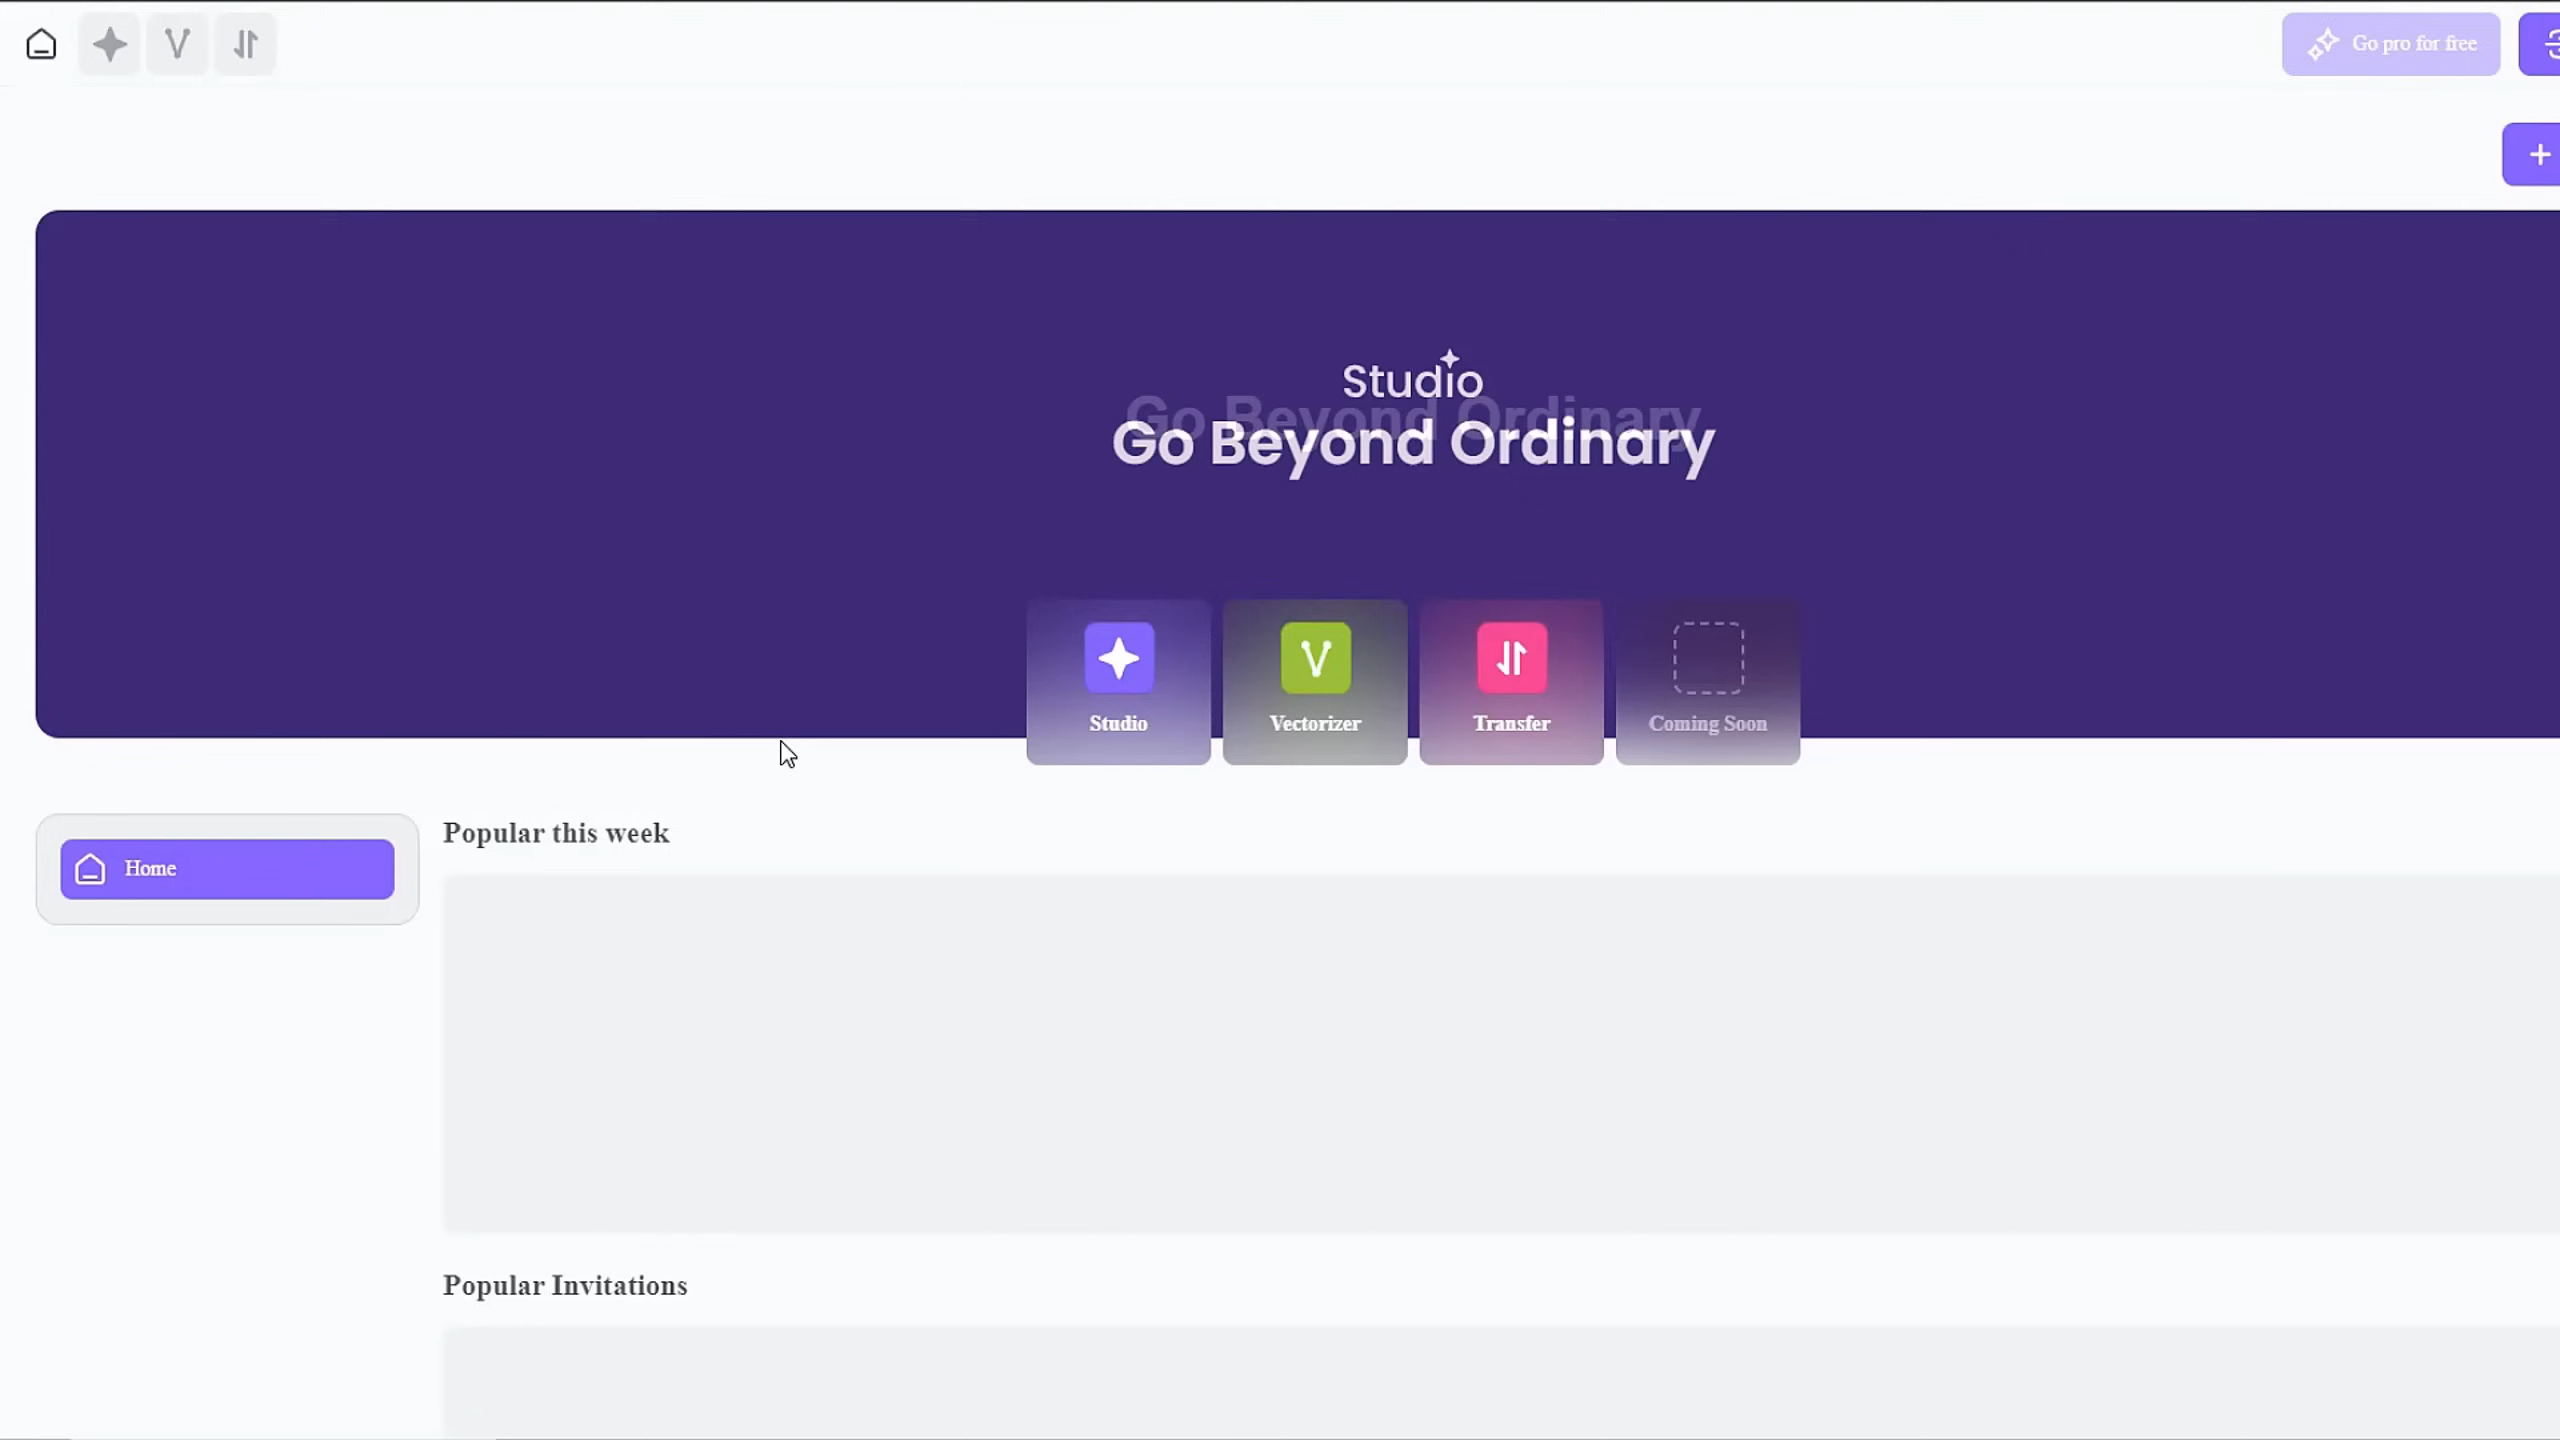 Go pro for free
Studio
Go Beyond Ordinary
Go Beyond Ordinary
Studio
Vectorizer
Transfer
Coming Soon
Home
Popular this week
Popular Invitations